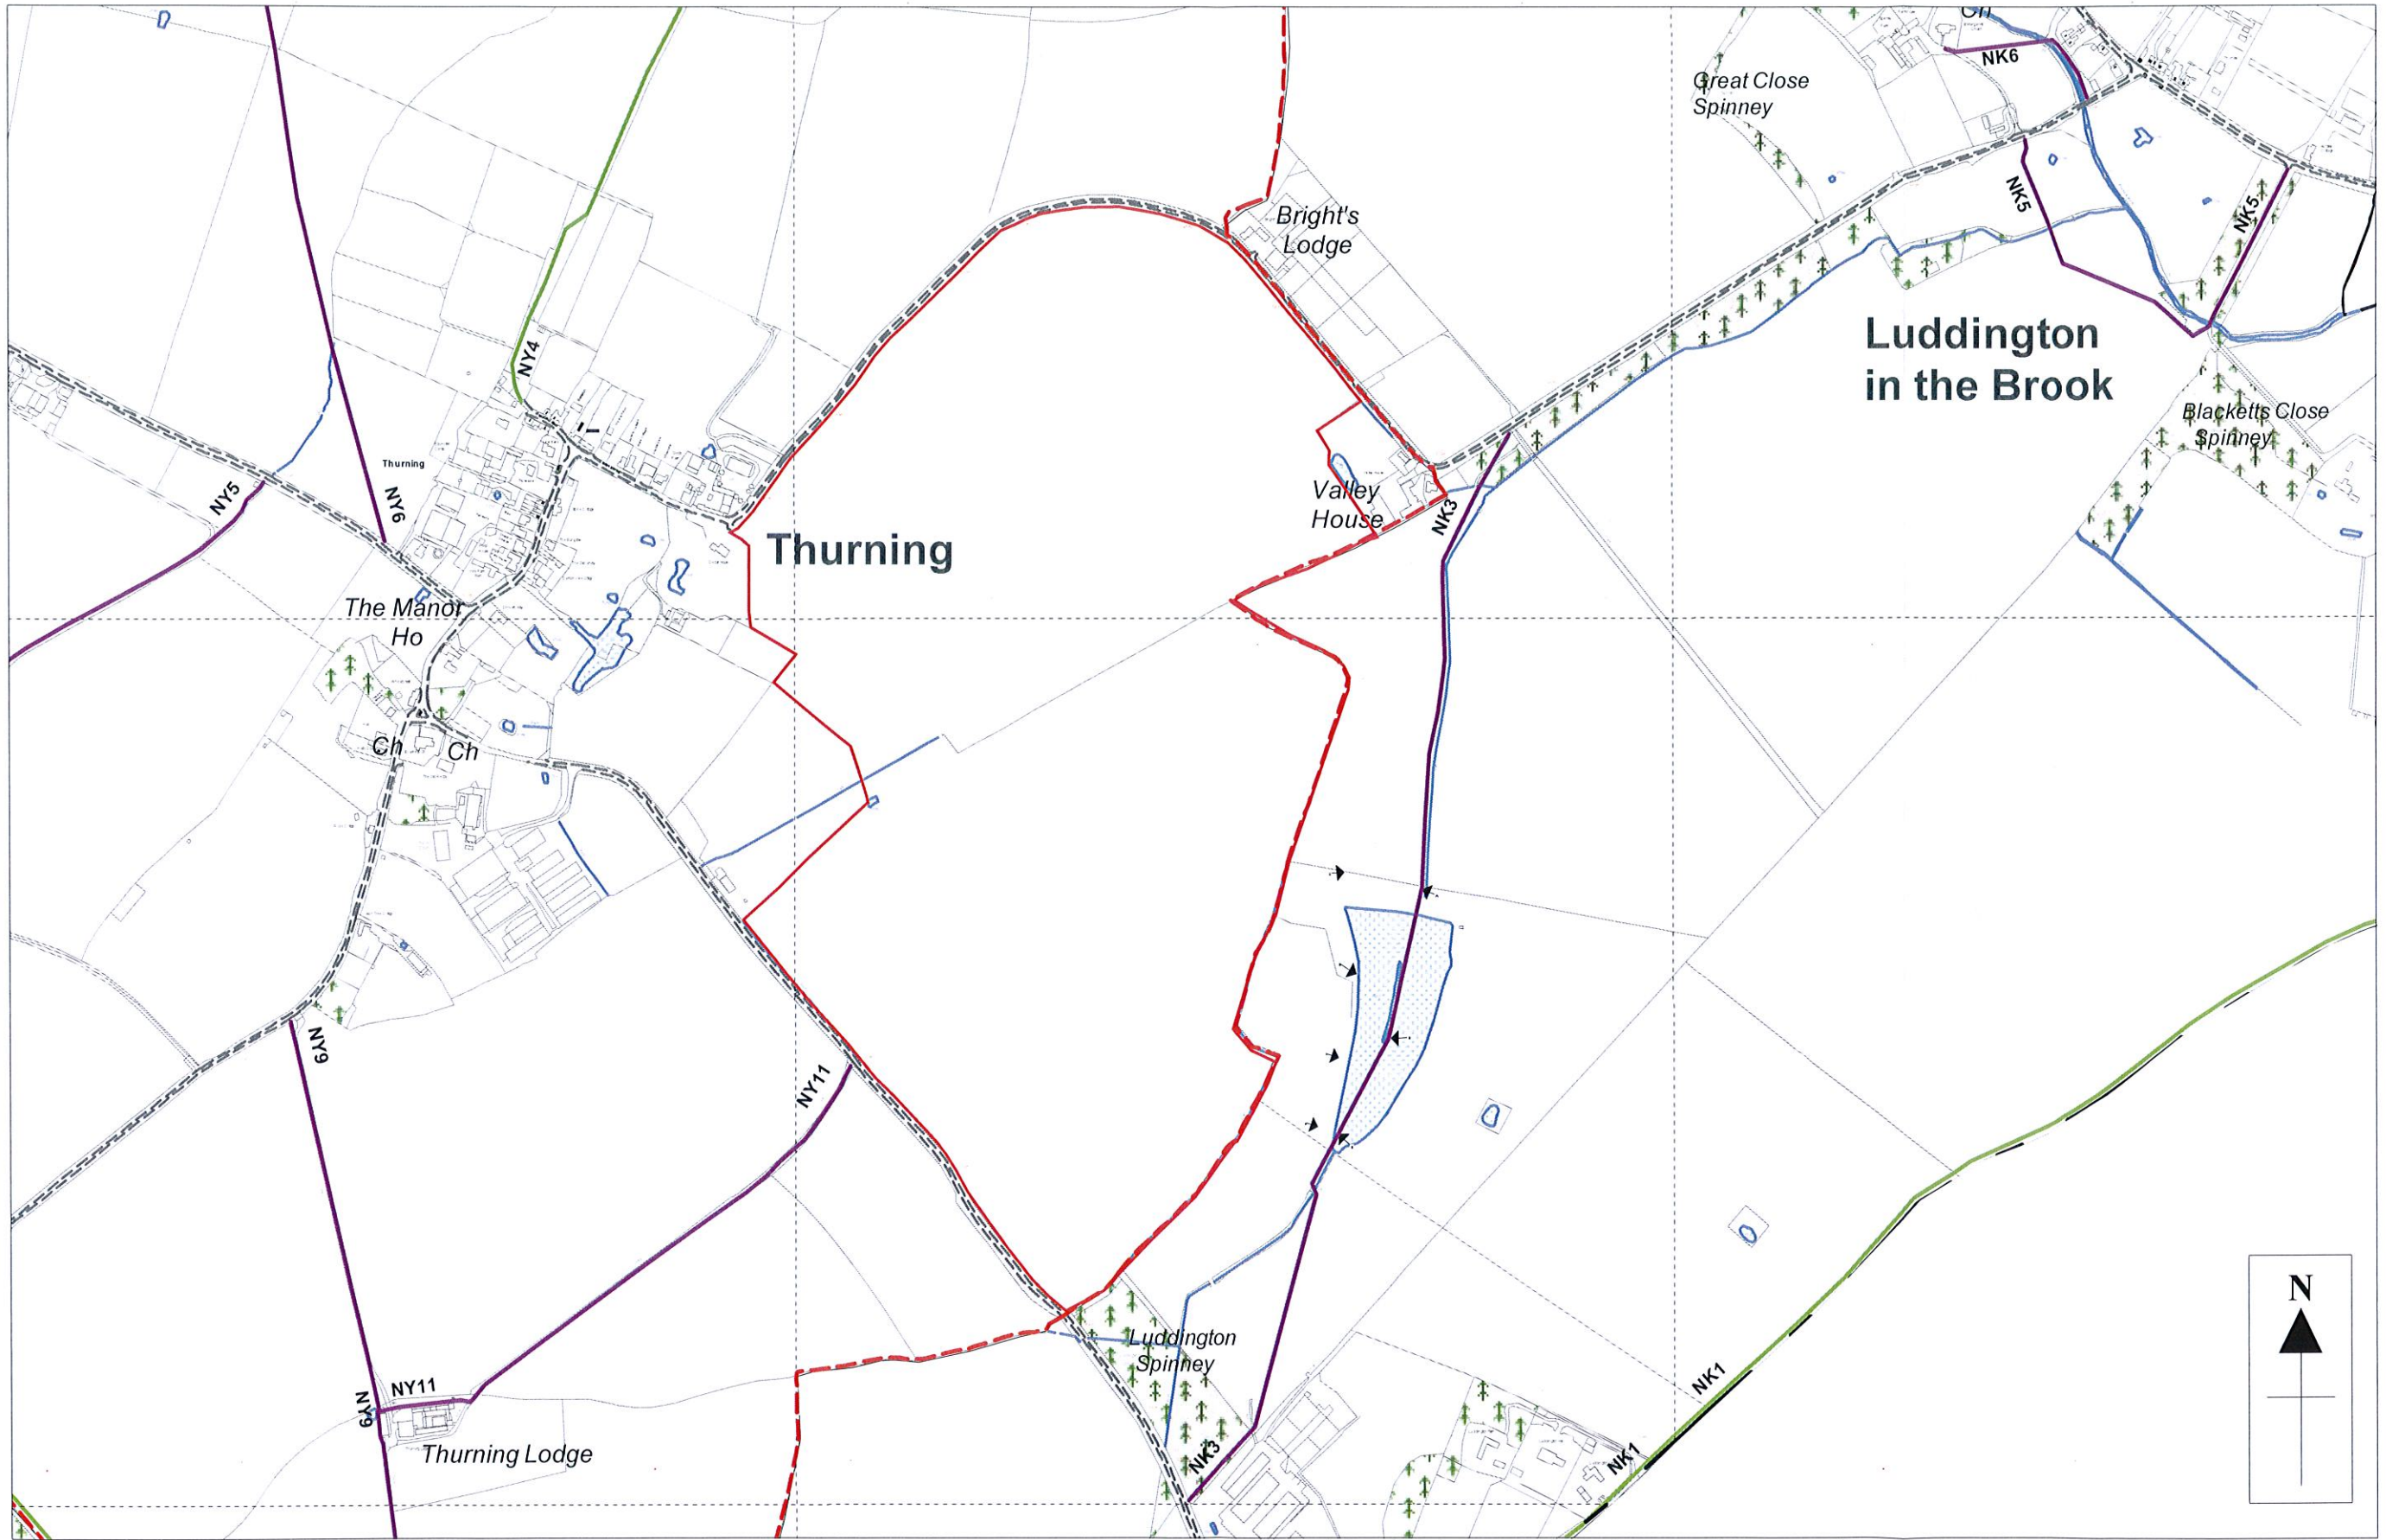 Ch
NK6
Great Close
Spinney
NK5
NK5
Bright's
Lodge
Luddington
in the Brook
NY4
Blacketts Close
Spinney
Thurning
NY5
NY6
Valley
House
NK3
Thurning
The Manor
Ho
Ch
Ch
NY9
NY11
N
Luddington
Spinney
NK1
NY11
NY9
Thurning Lodge
NK3
NK1